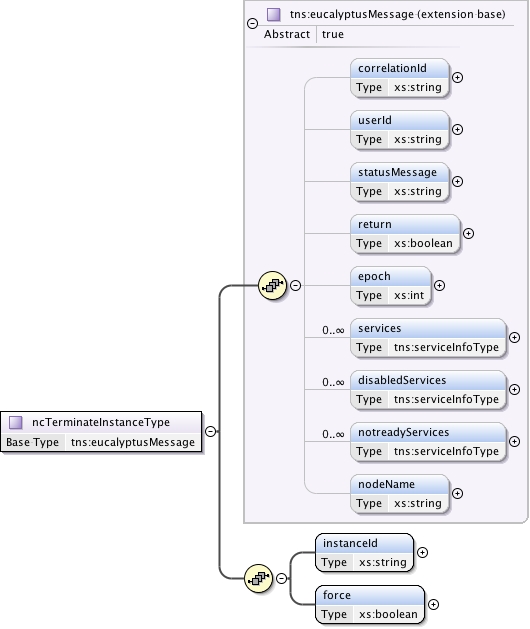 tns:eucalyptusMessage (extension base)
Abstract true
correlationId
Type xs:string
userId
Type xs:string
statusMessage
Type xs:string
return
Type xs:boolean
epoch
Type xs:int
0..∞ services
Type tns:serviceInfoType
0..∞ disabledServices
Type tns:serviceInfoType
0..∞ notreadyServices
Type tns:serviceInfoType
nodeName
Type xs:string
ncTerminateInstanceType
Base Type tns:eucalyptusMessage
instanceId
Type xs:string
force
Type xs:boolean